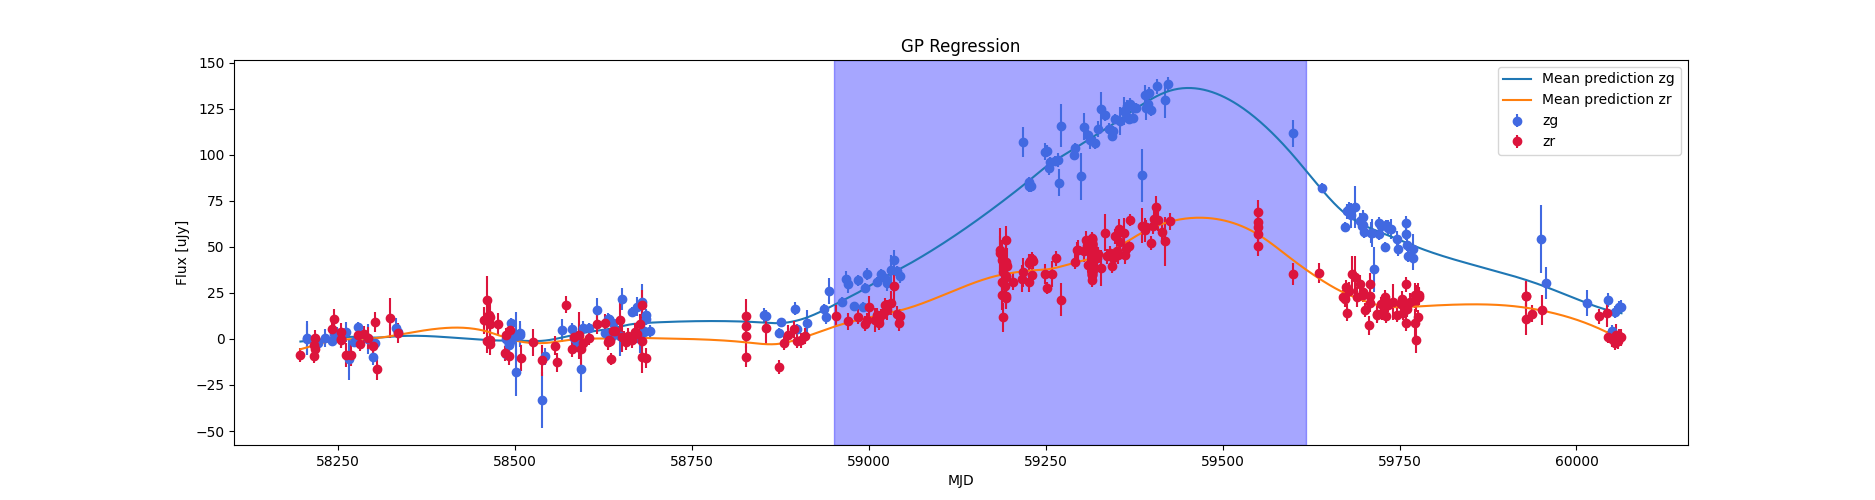 GP Regression
150
125
100
75
50
25
0
−25
−50
Flux [uJy]
58250 58500 58750 59000 59250 59500 59750 60000
MJD
Mean prediction zg
Mean prediction zr
zg
zr